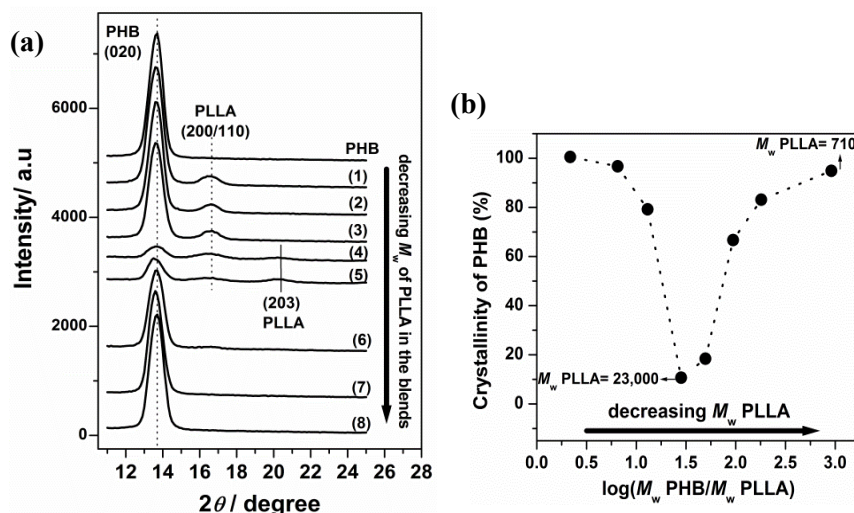 (a)
PHB
(020)
PLLA
(200/110)
PHB
(1)
(2)
(3)
(4)
(5)
(203)
PLLA
(6)
(7)
(8)
decreasing Mw of PLLA in the blends
Intensity/ a.u
6000
4000
2000
0
12 14 16 18 20 22 24 26 28
2θ / degree
(b)
Mw PLLA= 710
Crystallinity of PHB (%)
100
80
60
40
20
0
Mw PLLA= 23,000
decreasing Mw PLLA
0.0 0.5 1.0 1.5 2.0 2.5 3.0
log(Mw PHB/Mw PLLA)